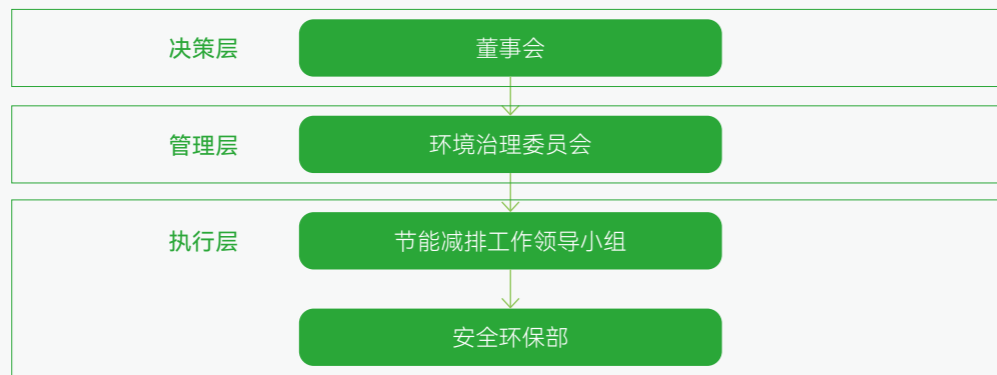 决策层
董事会
管理层
环境治理委员会
执行层
节能减排工作领导小组
安全环保部